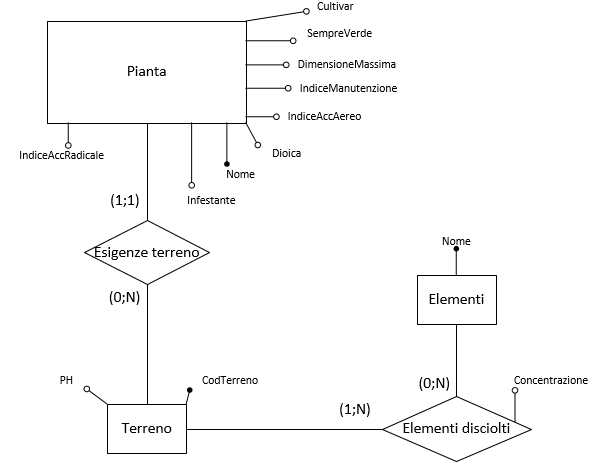 Cultivar
SempreVerde
Pianta
DimensioneMassima
IndiceManutenzione
IndiceAccAereo
IndiceAccRadicale
Dioica
Nome
Infestante
(1;1)
Esigenze terreno
Nome
(0;N)
Elementi
PH
CodTerreno
(0;N)
Concentrazione
(1;N)
Terreno
Elementi disciolti